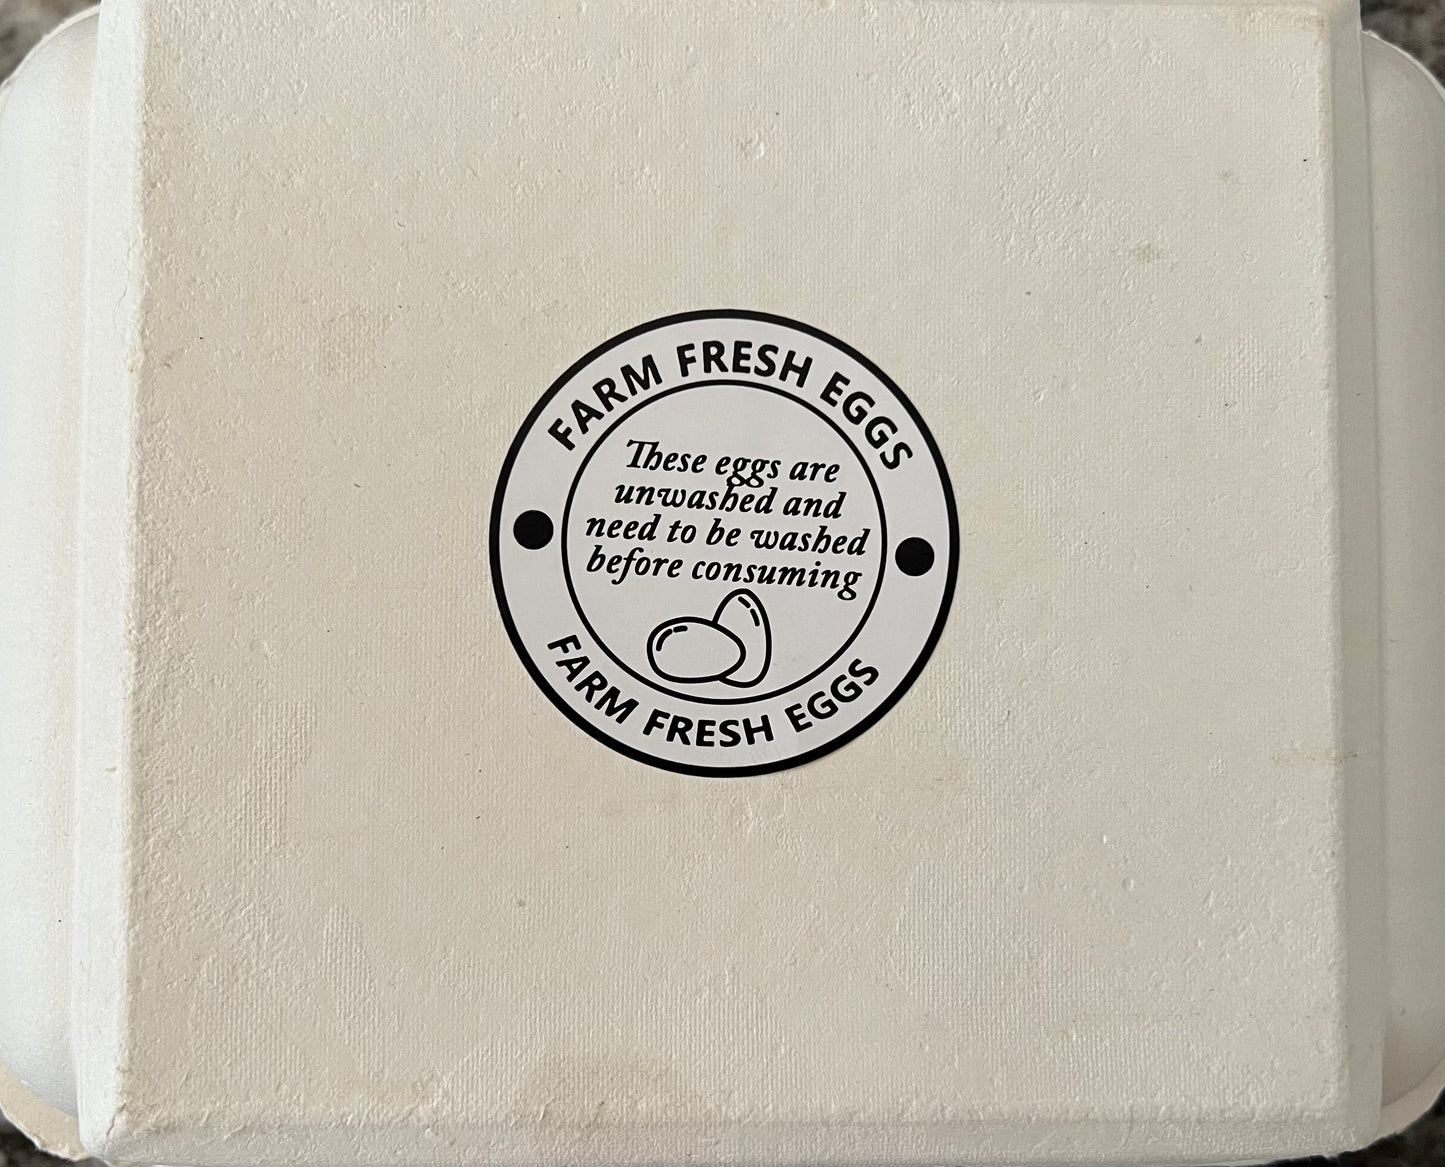 FARM FRESH EGGS
These eggs are
unwashed and
need to be washed
before consuming
FARM FRESH EGGS